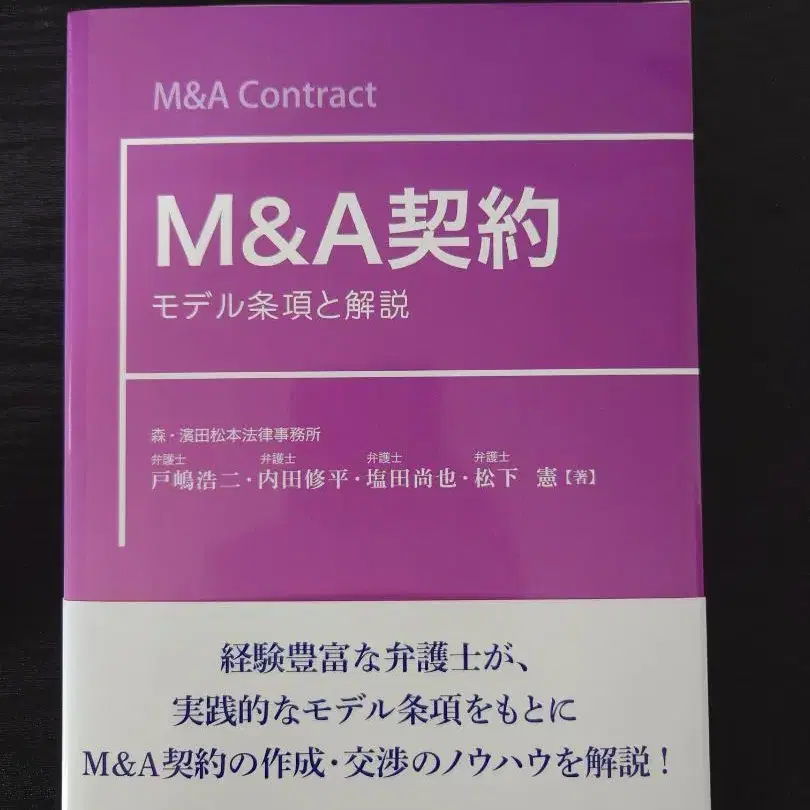 M&A Contract
M&A契約
モデル条項と解説
森・濱田松本法律事務所
弁護士 弁護士 弁護士 弁護士
戸嶋浩二・内田修平・塩田尚也・松下 憲【著】
経験豊富な弁護士が、
実践的なモデル条項をもとに
M&A契約の作成・交渉のノウハウを解説！